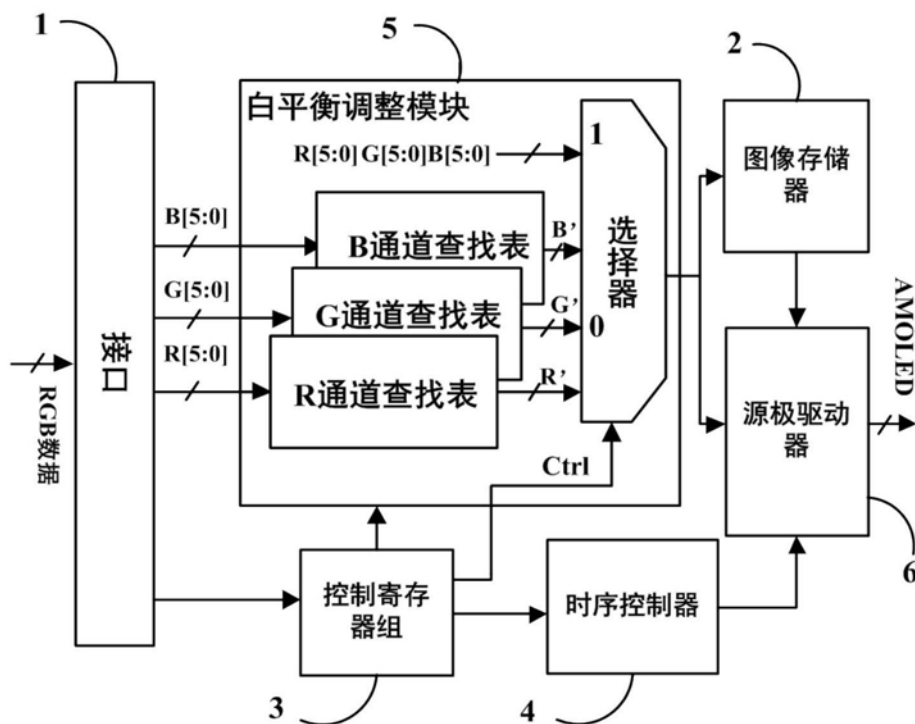 1
5
2
白平衡调整模块
R[5:0] G[5:0]B[5:0]
1
图像存储
器
B[5:0]
B通道查找表
B’
选择器
G[5:0]
G通道查找表
G’
0
AMOLED
接口
R[5:0]
R通道查找表
R’
源极驱动
器
RGB数据
Ctrl
6
控制寄存
器组
时序控制器
3
4